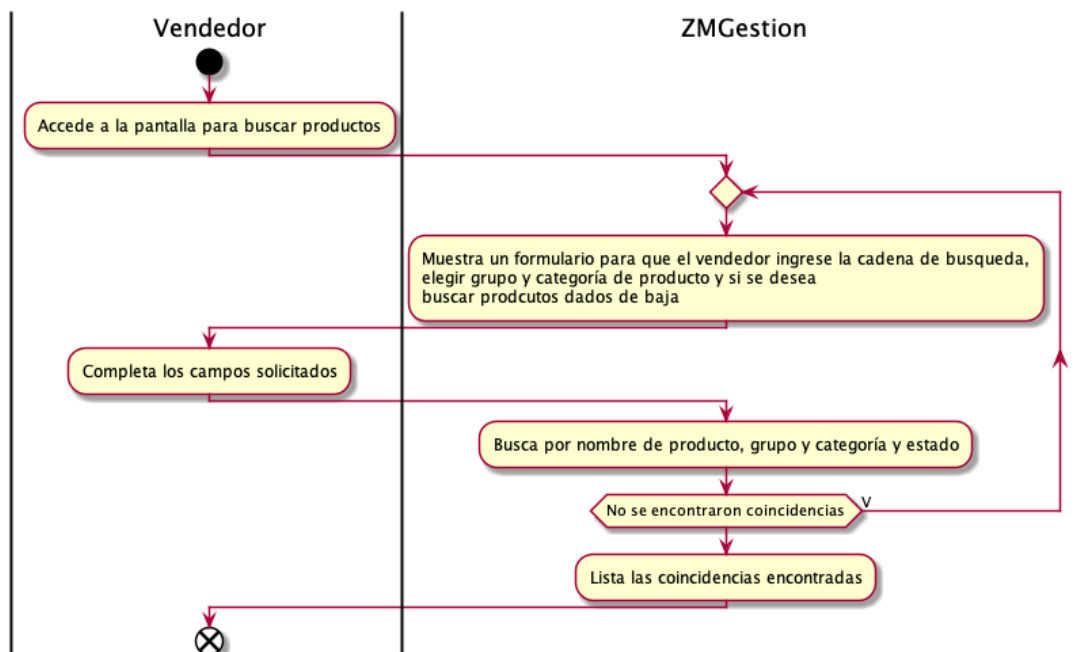 Vendedor
ZMGestion
Accede a la pantalla para buscar productos
Muestra un formulario para que el vendedor ingrese la cadena de busqueda,
elegir grupo y categoría de producto y si se desea
buscar prodcutos dados de baja
Completa los campos solicitados
Busca por nombre de producto, grupo y categoría y estado
No se encontraron coincidencias
V
Lista las coincidencias encontradas